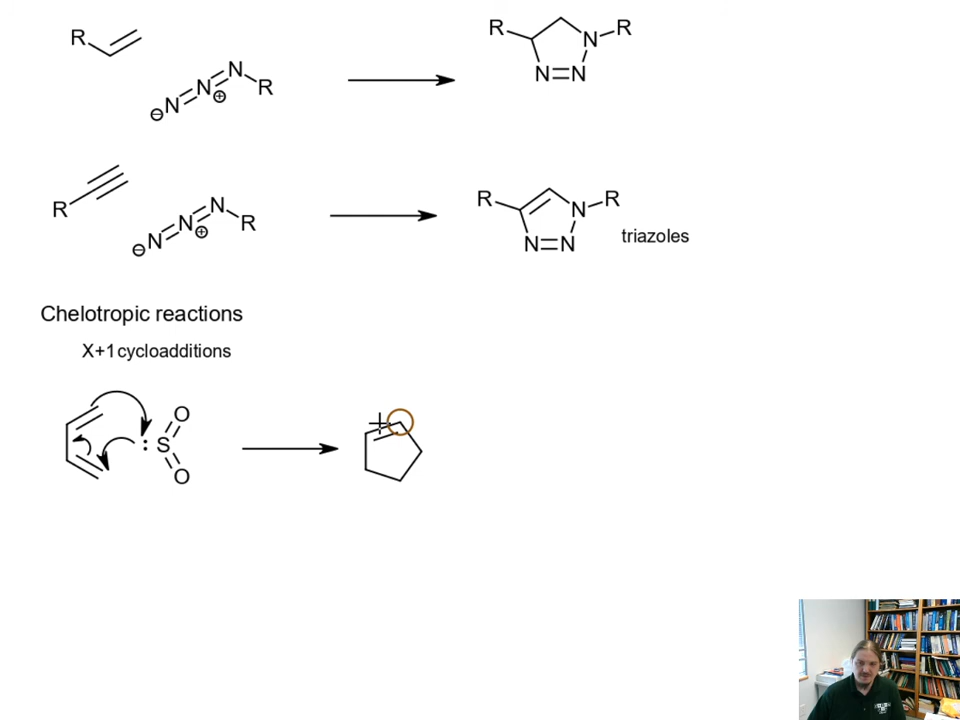 R
R
N
R
N
N
N
R
N=N
⊖
⊕
R
R
N
R
N
N
N
R
N=N
⊖
⊕
triazoles
Chelotropic reactions
X+1 cycloadditions
O
:S
O